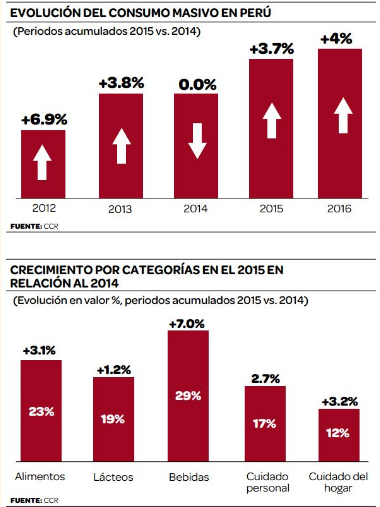 EVOLUCIÓN DEL CONSUMO MASIVO EN PERÚ
(Periodos acumulados 2015 vs. 2014)
+6.9% +3.8% 0.0% +3.7% +4%
2012 2013 2014 2015 2016
FUENTE: CCR
CRECIMIENTO POR CATEGORÍAS EN EL 2015 EN
RELACIÓN AL 2014
(Evolución en valor %, periodos acumulados 2015 vs. 2014)
+3.1% +1.2% +7.0% 2.7% +3.2%
23% 19% 29% 17% 12%
Alimentos Lácteos Bebidas Cuidado Cuidado del
personal hogar
FUENTE: CCR